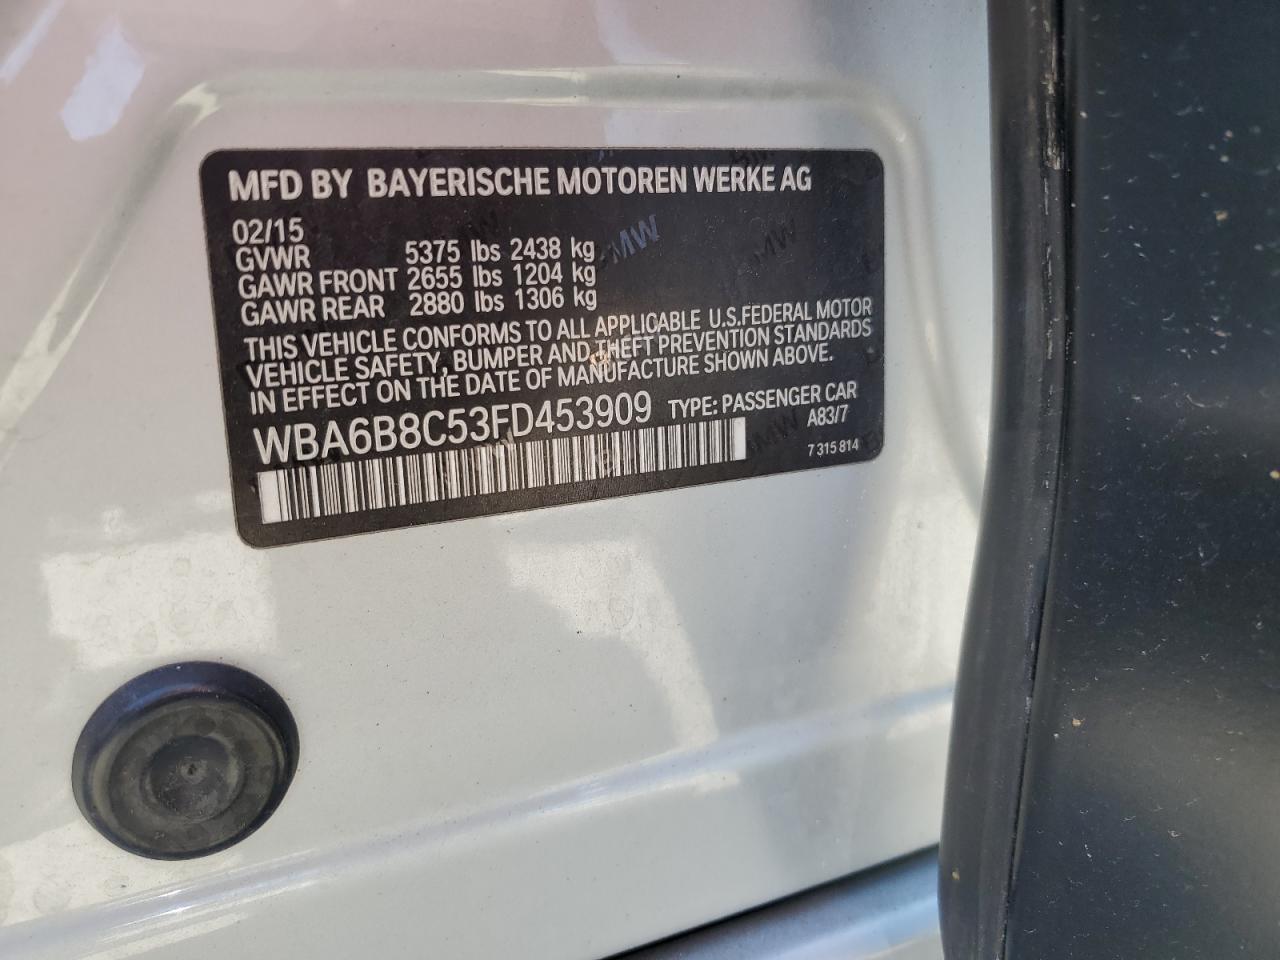 MFD BY BAYERISCHE MOTOREN WERKE AG
02/15
GVWR 5375 lbs 2438 kg
GAWR FRONT 2655 lbs 1204 kg
GAWR REAR 2880 lbs 1306 kg
THIS VEHICLE CONFORMS TO ALL APPLICABLE U.S.FEDERAL MOTOR
VEHICLE SAFETY, BUMPER AND THEFT PREVENTION STANDARDS
IN EFFECT ON THE DATE OF MANUFACTURE SHOWN ABOVE.
WBA6B8C53FD453909 TYPE: PASSENGER CAR
A83/7
7 315 814